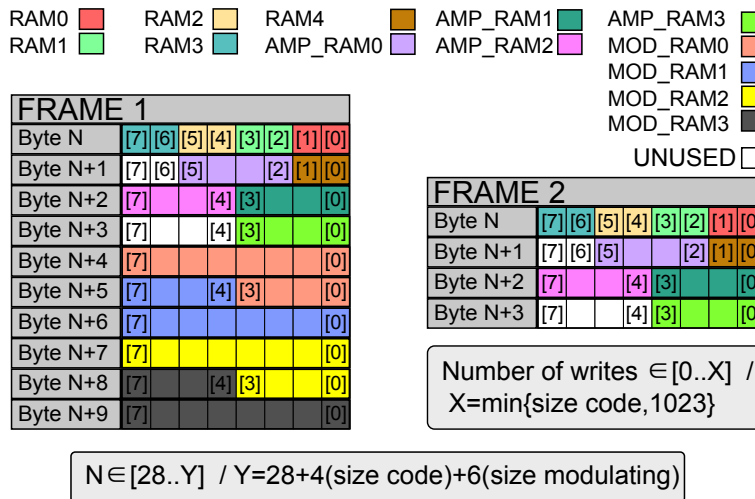 RAM0 RAM2 RAM4 AMP_RAM1 AMP_RAM3
RAM1 RAM3 AMP_RAM0 AMP_RAM2 MOD_RAM0
MOD_RAM1
MOD_RAM2
MOD_RAM3
UNUSED
FRAME 1
Byte N [7] [6] [5] [4] [3] [2] [1] [0]
Byte N+1 [7] [6] [5] [2] [1] [0]
Byte N+2 [7] [4] [3] [0]
Byte N+3 [7] [4] [3] [0]
Byte N+4 [7] [0]
Byte N+5 [7] [4] [3] [0]
Byte N+6 [7] [0]
Byte N+7 [7] [0]
Byte N+8 [7] [4] [3] [0]
Byte N+9 [7] [0]
FRAME 2
Byte N [7] [6] [5] [4] [3] [2] [1] [0
Byte N+1 [7] [6] [5] [2] [1] [0
Byte N+2 [7] [4] [3] [0
Byte N+3 [7] [4] [3] [0
Number of writes ∈[0..X] /
X=min{size code,1023}
N∈[28..Y] / Y=28+4(size code)+6(size modulating)